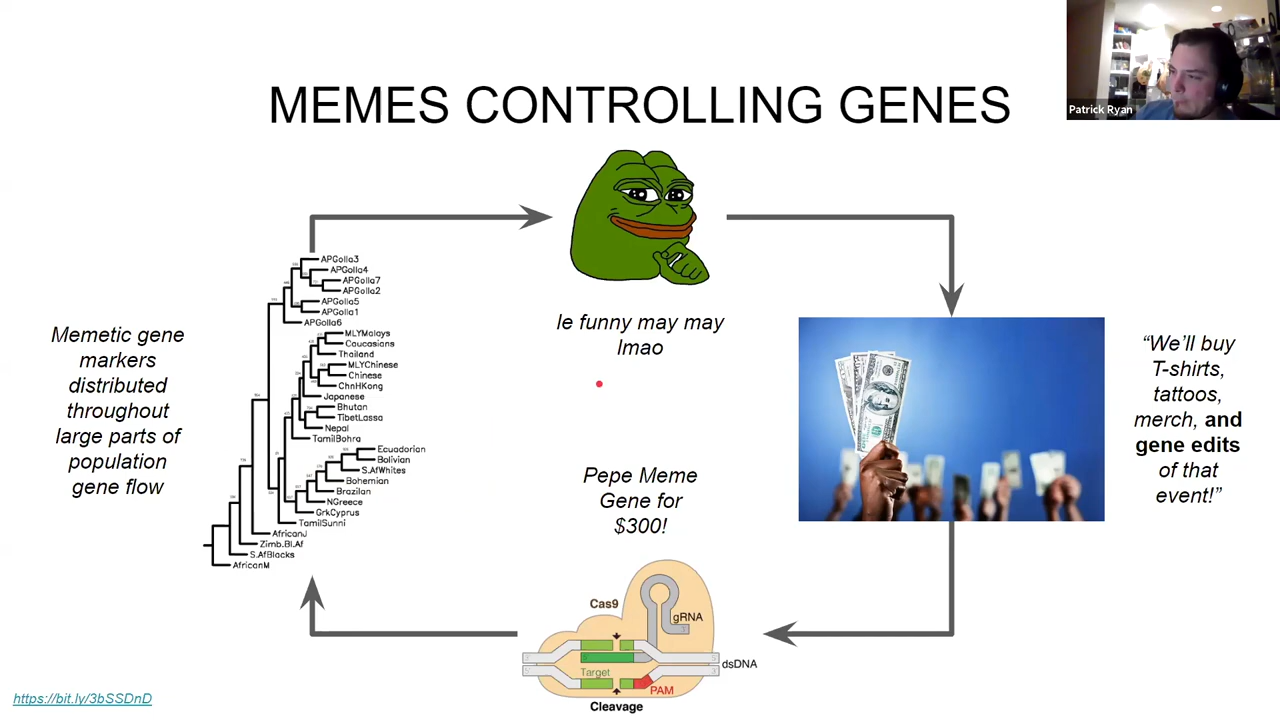 Patrick Ryan
MEMES CONTROLLING GENES
le funny may may
lmao
Memetic gene
markers
distributed
throughout
large parts of
population
gene flow
APGolla3
APGolla4
APGolla7
APGolla2
APGolla5
APGolla1
APGolla6
MLYMalays
Caucasians
Thailand
MLYChinese
Chinese
ChnHKong
Japanese
Bhutan
TibetLassa
Nepal
TamilBohra
Ecuadorian
Bolivian
S.AfWhites
Bohemian
Brazilan
NGreece
GrkCyprus
TamilSunni
AfricanJ
Zimb.Bl.Af
S.AfBlacks
AfricanM
“We’ll buy
T-shirts,
tattoos,
merch, and
gene edits
of that
event!”
Pepe Meme
Gene for
$300!
Cas9
gRNA
dsDNA
Target
PAM
Cleavage
https://bit.ly/3bSSDnD